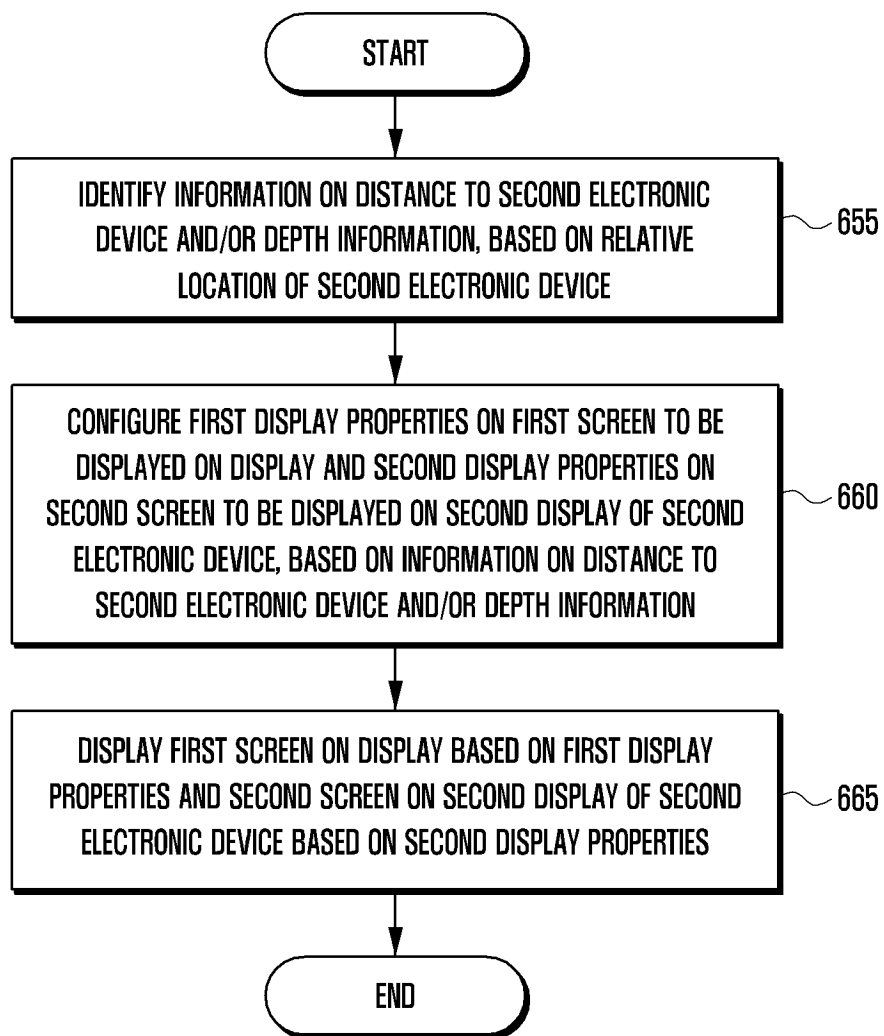 START
IDENTIFY INFORMATION ON DISTANCE TO SECOND ELECTRONIC
DEVICE AND/OR DEPTH INFORMATION, BASED ON RELATIVE
LOCATION OF SECOND ELECTRONIC DEVICE
655
CONFIGURE FIRST DISPLAY PROPERTIES ON FIRST SCREEN TO BE
DISPLAYED ON DISPLAY AND SECOND DISPLAY PROPERTIES ON
SECOND SCREEN TO BE DISPLAYED ON SECOND DISPLAY OF SECOND
ELECTRONIC DEVICE, BASED ON INFORMATION ON DISTANCE TO
SECOND ELECTRONIC DEVICE AND/OR DEPTH INFORMATION
660
DISPLAY FIRST SCREEN ON DISPLAY BASED ON FIRST DISPLAY
PROPERTIES AND SECOND SCREEN ON SECOND DISPLAY OF SECOND
ELECTRONIC DEVICE BASED ON SECOND DISPLAY PROPERTIES
665
END